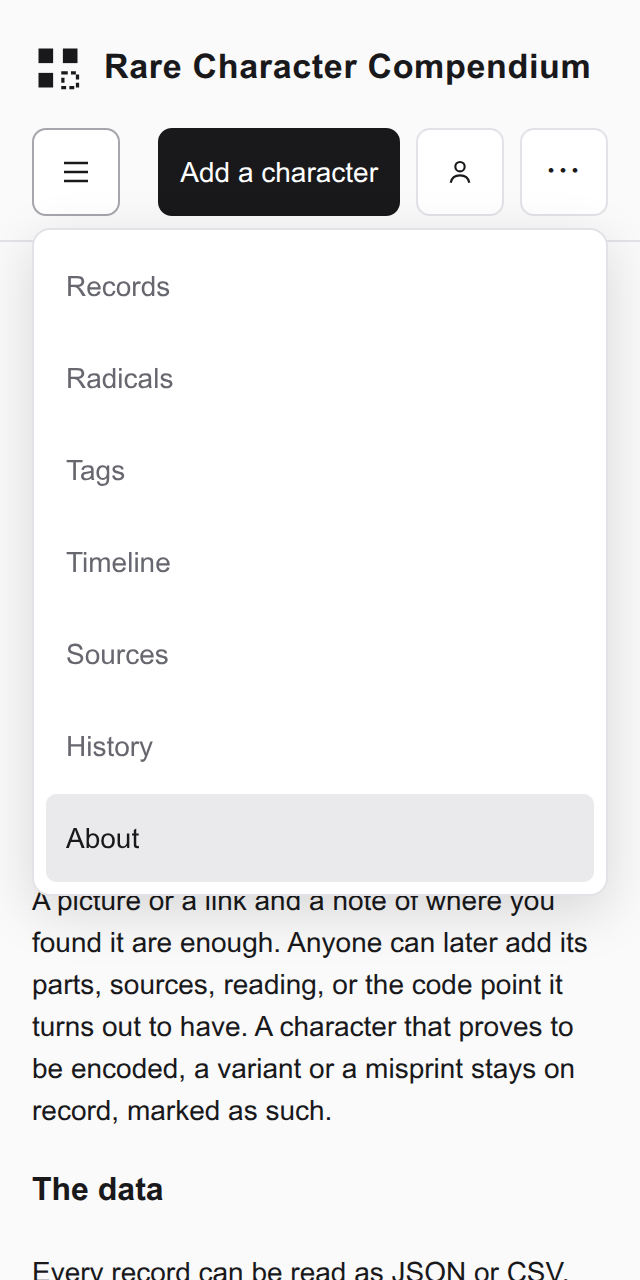 Rare Character Compendium
Add a character
Records
Radicals
Tags
Timeline
Sources
History
About
A picture or a link and a note of where you
found it are enough. Anyone can later add its
parts, sources, reading, or the code point it
turns out to have. A character that proves to
be encoded, a variant or a misprint stays on
record, marked as such.
The data
Every record can be read as JSON or CSV,